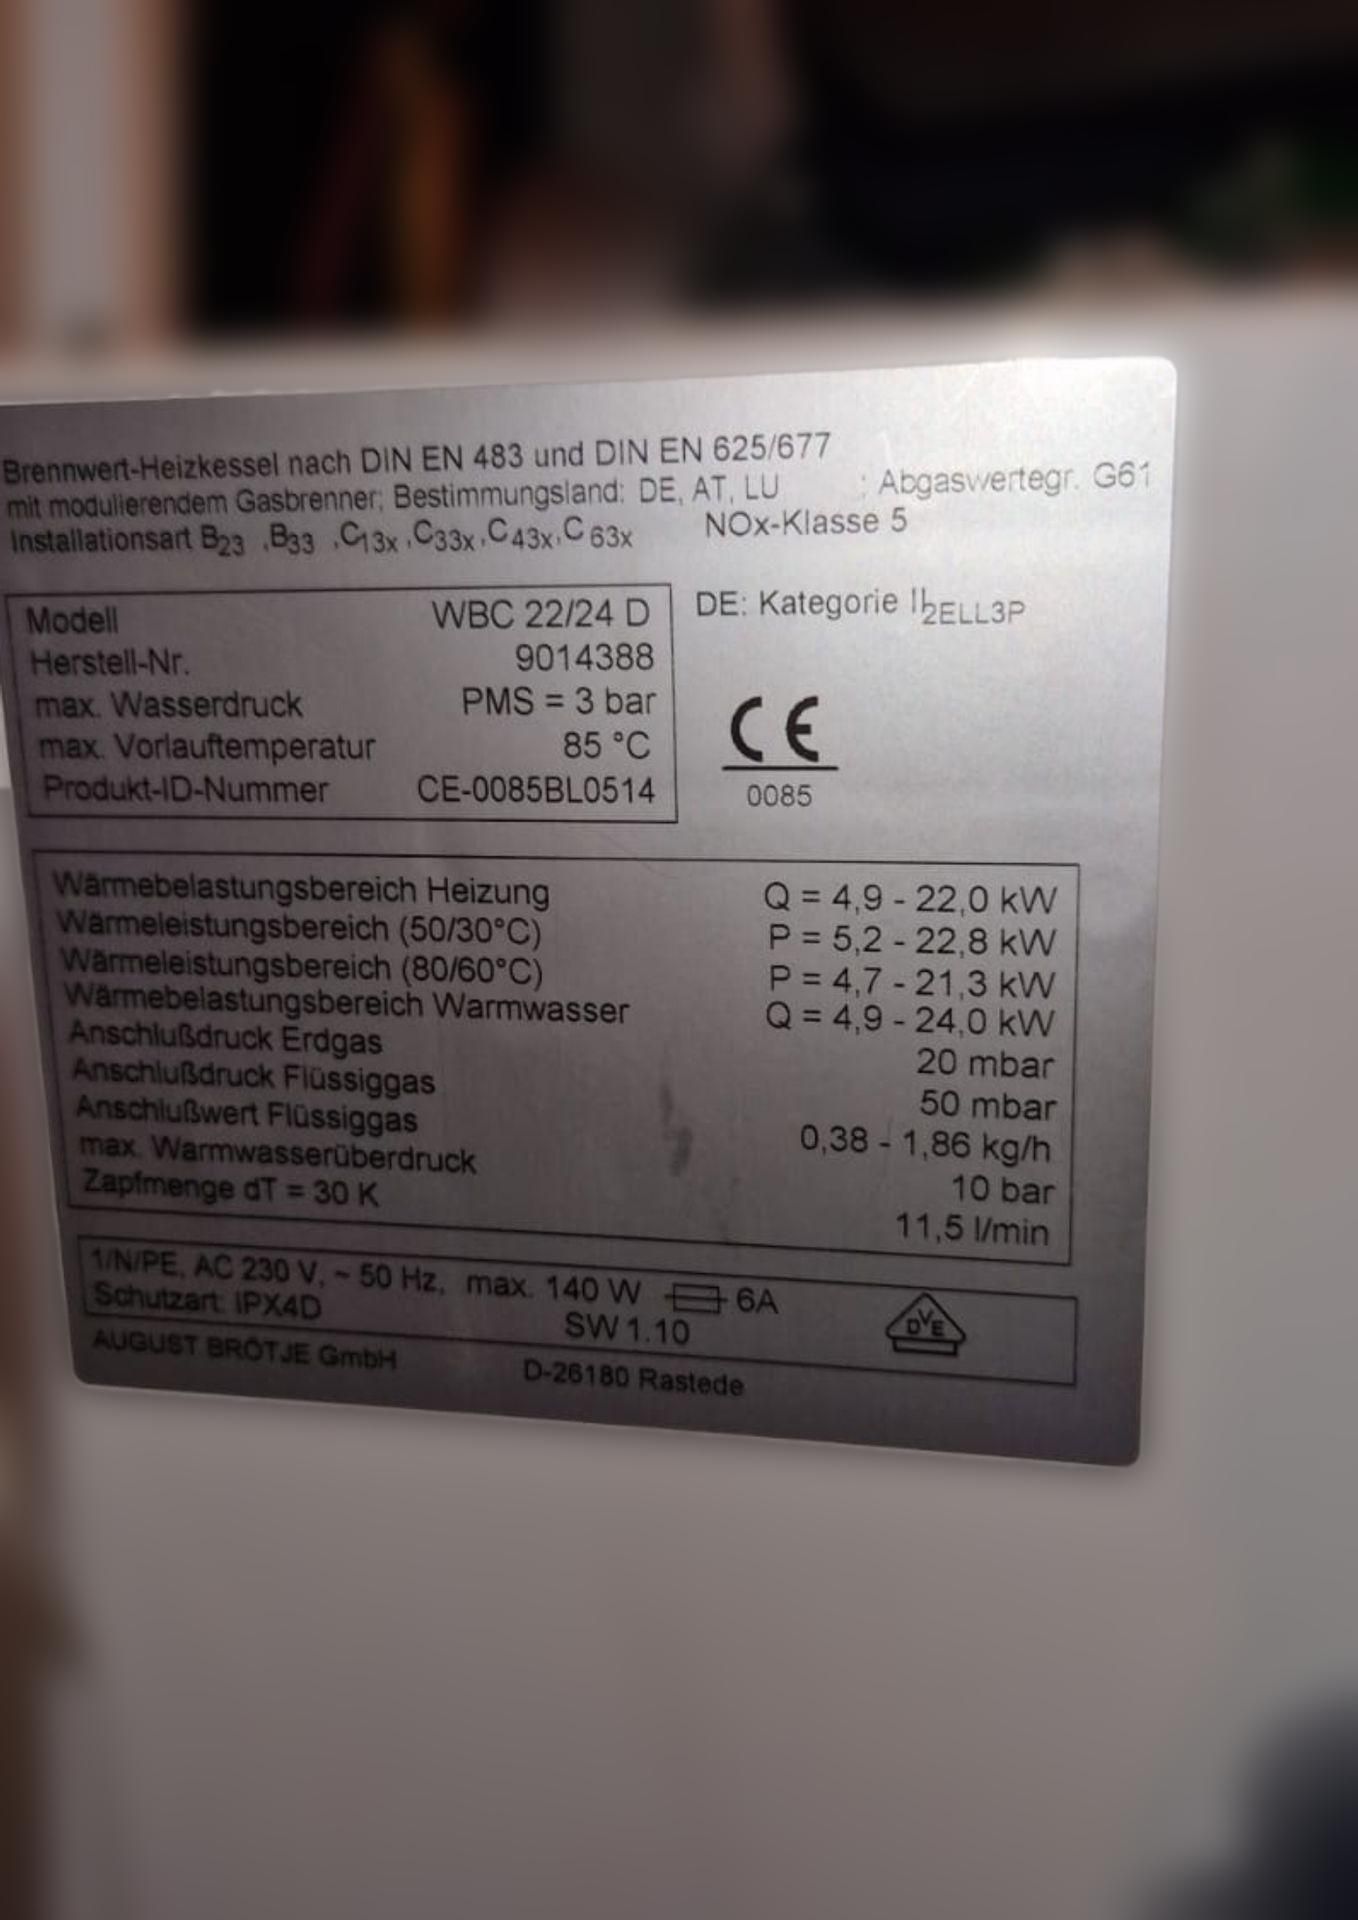 Brennwert-Heizkessel nach DIN EN 483 und DIN EN 625/677
mit modulierendem Gasbrenner; Bestimmungsland: DE, AT, LU : Abgaswertegr. G61
Installationsart B23 ,B33 ,C13x ,C33x,C43x,C63x NOx-Klasse 5
Modell WBC 22/24 D
DE: Kategorie II2ELL3P
Herstell-Nr. 9014388
max. Wasserdruck PMS = 3 bar
max. Vorlauftemperatur 85 °C
Produkt-ID-Nummer CE-0085BL0514
CE
0085
Wärmebelastungsbereich Heizung Q = 4,9 - 22,0 kW
Wärmeleistungsbereich (50/30°C) P = 5,2 - 22,8 kW
Wärmeleistungsbereich (80/60°C) P = 4,7 - 21,3 kW
Wärmebelastungsbereich Warmwasser Q = 4,9 - 24,0 kW
Anschlußdruck Erdgas 20 mbar
Anschlußdruck Flüssiggas 50 mbar
Anschlußwert Flüssiggas 0,38 - 1,86 kg/h
max. Warmwasserüberdruck 10 bar
Zapfmenge dT = 30 K 11,5 l/min
1/N/PE, AC 230 V, ~ 50 Hz, max. 140 W 6A
Schutzart: IPX4D SW 1.10
DVE
AUGUST BRÖTJE GmbH D-26180 Rastede